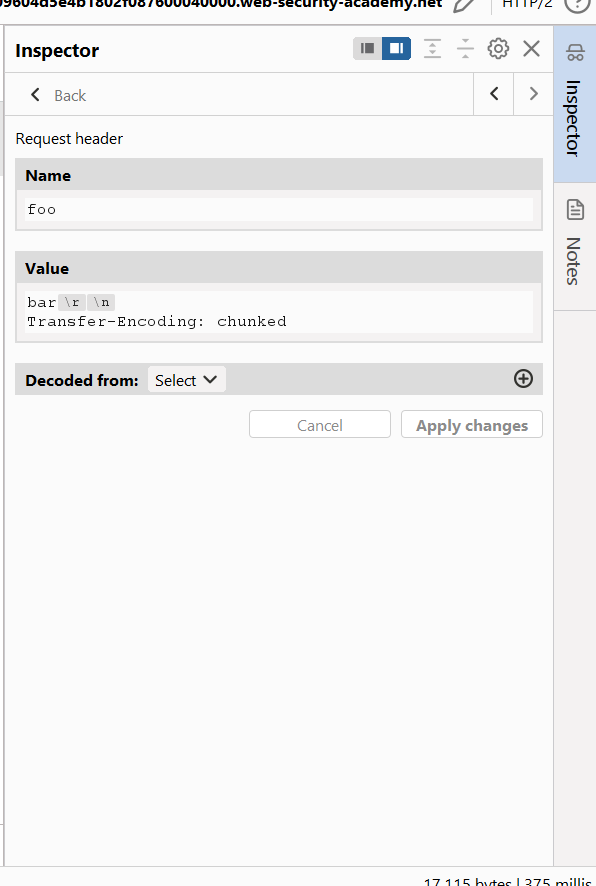 09604d5e4b1802f087600040000.web-security-academy.net HTTP/2 ?
Inspector
Back
Request header
Name
foo
Value
bar \r \n
Transfer-Encoding: chunked
Decoded from: Select
Cancel Apply changes
Inspector
Notes
17,115 bytes | 375 millis